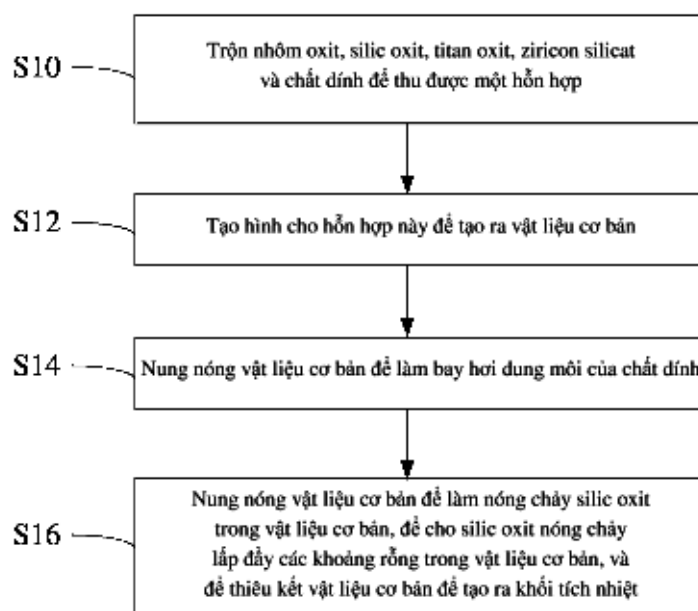 S10
Trộn nhôm oxit, silic oxit, titan oxit, ziricon silicat
và chất dính để thu được một hỗn hợp
S12
Tạo hình cho hỗn hợp này để tạo ra vật liệu cơ bản
S14
Nung nóng vật liệu cơ bản để làm bay hơi dung môi của chất dính
S16
Nung nóng vật liệu cơ bản để làm nóng chảy silic oxit
trong vật liệu cơ bản, để cho silic oxit nóng chảy
lấp đầy các khoảng rỗng trong vật liệu cơ bản, và
để thiêu kết vật liệu cơ bản để tạo ra khối tích nhiệt